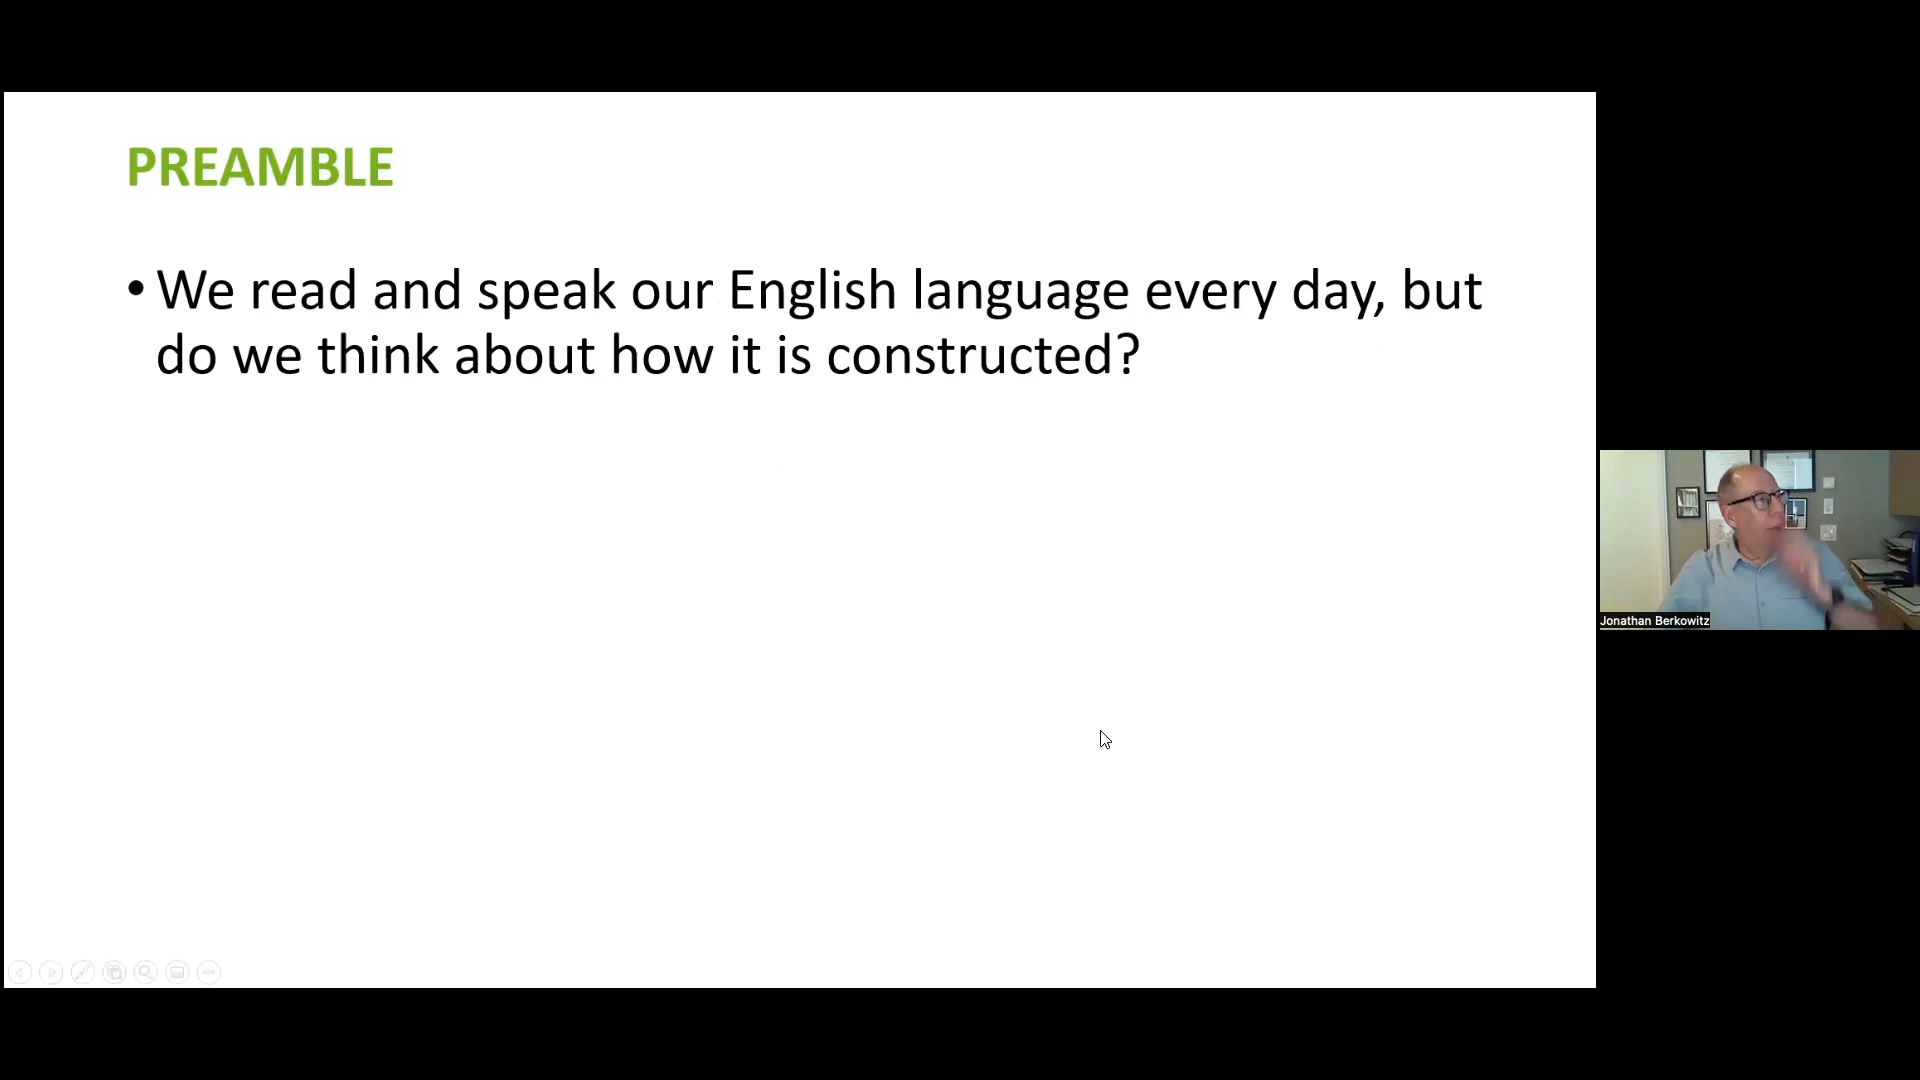 PREAMBLE
• We read and speak our English language every day, but
do we think about how it is constructed?
Jonathan Berkowitz